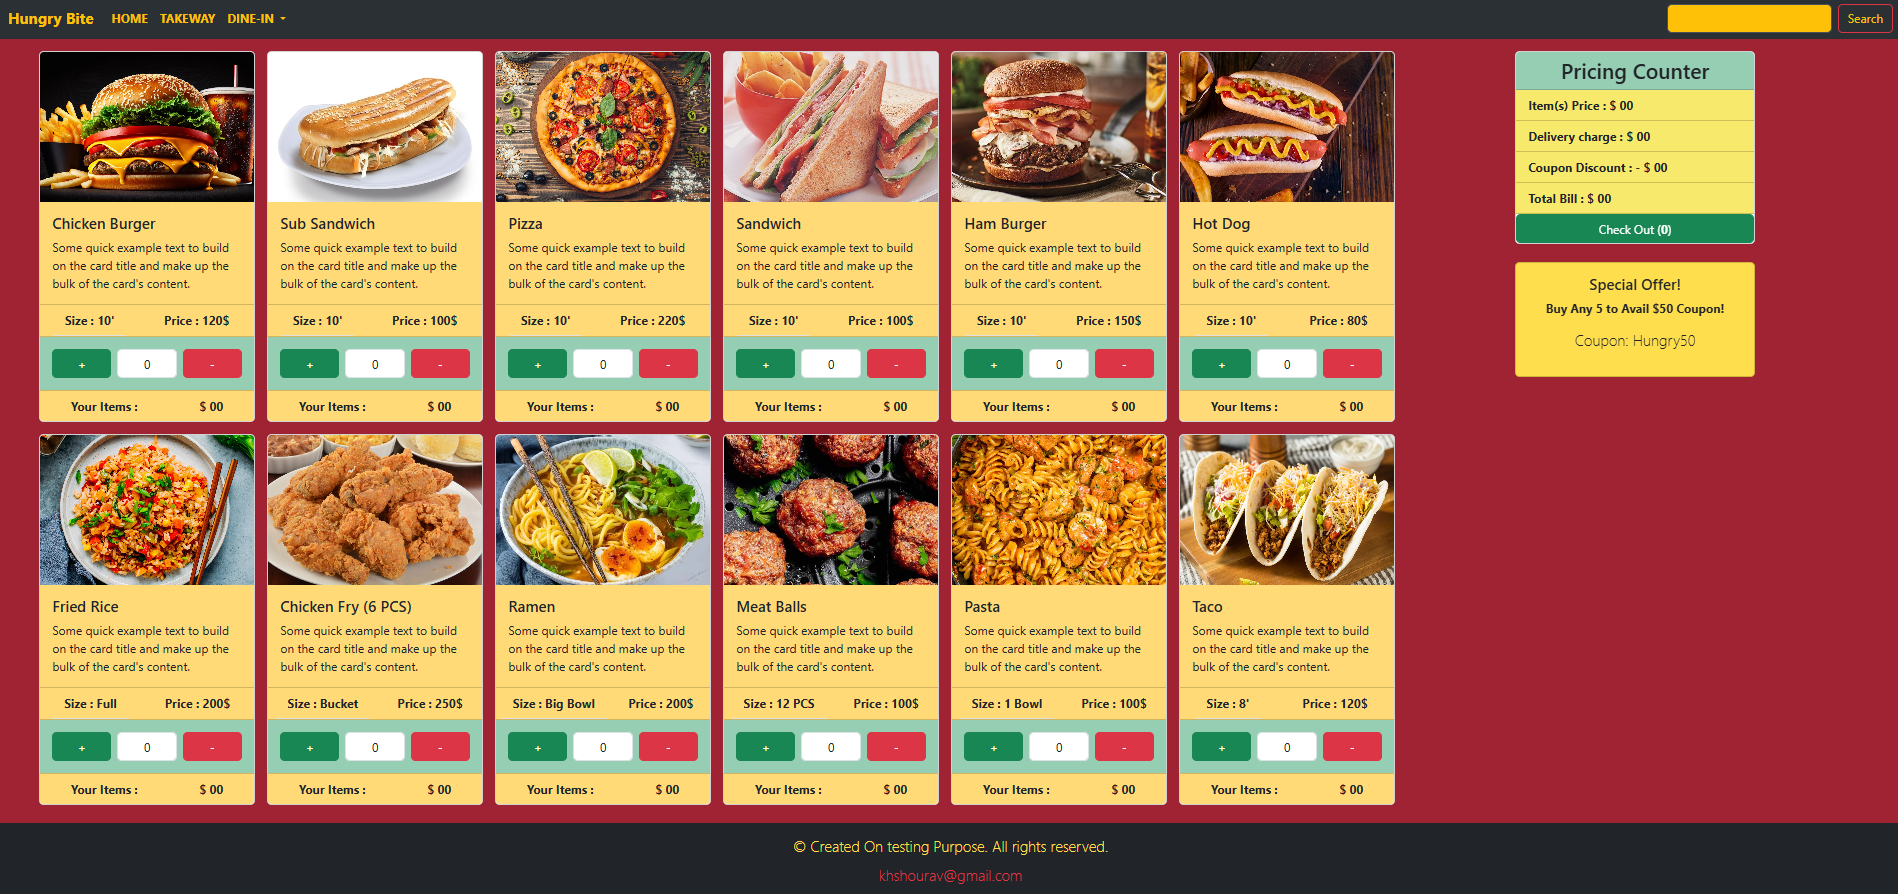 Hungry Bite HOME TAKEWAY DINE-IN Search
Chicken Burger
Some quick example text to build
on the card title and make up the
bulk of the card's content.
Size : 10' Price : 120$
+ 0 -
Your Items : $ 00
Sub Sandwich
Some quick example text to build
on the card title and make up the
bulk of the card's content.
Size : 10' Price : 100$
+ 0 -
Your Items : $ 00
Pizza
Some quick example text to build
on the card title and make up the
bulk of the card's content.
Size : 10' Price : 220$
+ 0 -
Your Items : $ 00
Sandwich
Some quick example text to build
on the card title and make up the
bulk of the card's content.
Size : 10' Price : 100$
+ 0 -
Your Items : $ 00
Ham Burger
Some quick example text to build
on the card title and make up the
bulk of the card's content.
Size : 10' Price : 150$
+ 0 -
Your Items : $ 00
Hot Dog
Some quick example text to build
on the card title and make up the
bulk of the card's content.
Size : 10' Price : 80$
+ 0 -
Your Items : $ 00
Pricing Counter
Item(s) Price : $ 00
Delivery charge : $ 00
Coupon Discount : - $ 00
Total Bill : $ 00
Check Out (0)
Special Offer!
Buy Any 5 to Avail $50 Coupon!
Coupon: Hungry50
Fried Rice
Some quick example text to build
on the card title and make up the
bulk of the card's content.
Size : Full Price : 200$
+ 0 -
Your Items : $ 00
Chicken Fry (6 PCS)
Some quick example text to build
on the card title and make up the
bulk of the card's content.
Size : Bucket Price : 250$
+ 0 -
Your Items : $ 00
Ramen
Some quick example text to build
on the card title and make up the
bulk of the card's content.
Size : Big Bowl Price : 200$
+ 0 -
Your Items : $ 00
Meat Balls
Some quick example text to build
on the card title and make up the
bulk of the card's content.
Size : 12 PCS Price : 100$
+ 0 -
Your Items : $ 00
Pasta
Some quick example text to build
on the card title and make up the
bulk of the card's content.
Size : 1 Bowl Price : 100$
+ 0 -
Your Items : $ 00
Taco
Some quick example text to build
on the card title and make up the
bulk of the card's content.
Size : 8' Price : 120$
+ 0 -
Your Items : $ 00
© Created On testing Purpose. All rights reserved.
khshourav@gmail.com